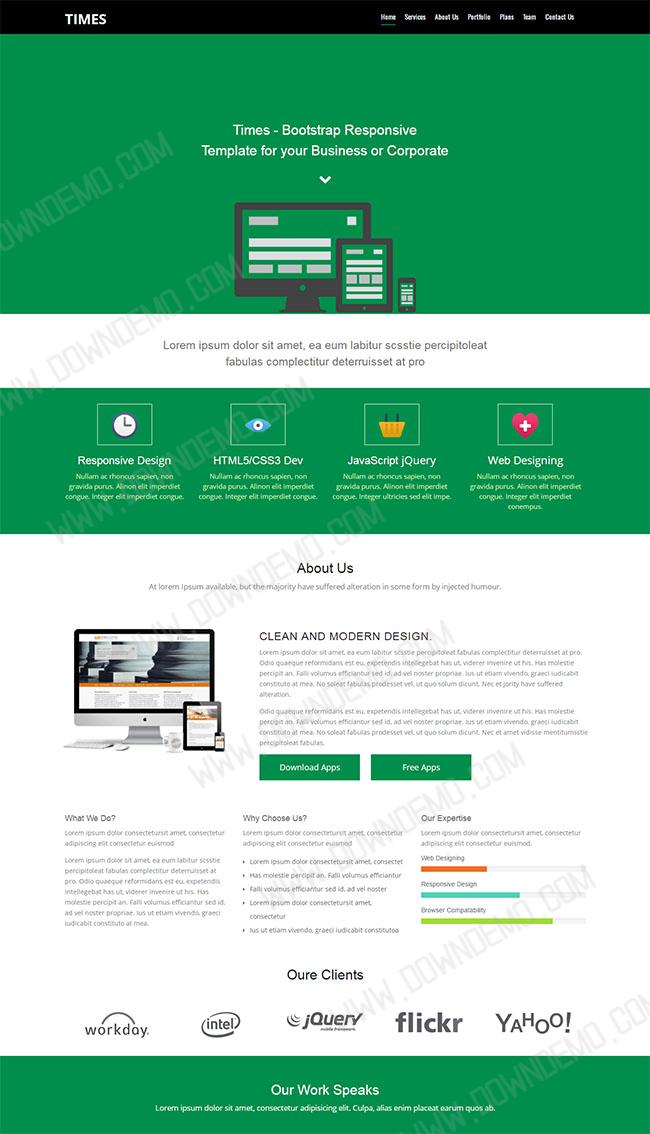 TIMES
Home Services About Us Portfolio Plans Team Contact Us
Times - Bootstrap Responsive
Template for your Business or Corporate
Lorem ipsum dolor sit amet, ea eum labitur scsstie percipitoleat
fabulas complectitur deterruisset at pro
Responsive Design
Nullam ac rhoncus sapien, non
gravida purus. Alinon elit imperdiet
congue. Integer elit imperdiet congue.
HTML5/CSS3 Dev
Nullam ac rhoncus sapien, non
gravida purus. Alinon elit imperdiet
congue. Integer elit imperdiet congue.
JavaScript jQuery
Nullam ac rhoncus sapien, non
gravida purus. Alinon elit imperdiet
congue. Integer ultricies sed elit impe.
Web Designing
Nullam ac rhoncus sapien, non
gravida purus. Alinon elit imperdiet
congue. Integer elit imperdiet
conempus.
About Us
At lorem Ipsum available, but the majority have suffered alteration in some form by injected humour.
CLEAN AND MODERN DESIGN.
Lorem ipsum dolor sit amet, ea eum labitur scsstie percipitoleat fabulas complectitur deterruisset at pro.
Odio quaeque reformidans est eu, expetendis intellegebat has ut, viderer invenire ut his. Has molestie
percipit an. Falli volumus efficiantur sed id, ad vel noster propriae. Ius ut etiam vivendo, graeci iudicabit
constituto at mea. No soleat fabulas prodesset vel, ut quo solum dicunt. Nec et jority have suffered
alteration.
Odio quaeque reformidans est eu, expetendis intellegebat has ut, viderer invenire ut his. Has molestie
percipit an. Falli volumus efficiantur sed id, ad vel noster propriae. Ius ut etiam vivendo, graeci iudicabit
constituto at mea. No soleat fabulas prodesset vel, ut quo solum dicunt. Nec et amet vidisse mentitumsstie
percipitoleat fabulas.
Download Apps
Free Apps
What We Do?
Lorem ipsum dolor consectetursit amet, consectetur
adipiscing elit consectetur euismod
Lorem ipsum dolor sit amet, ea eum labitur scsstie
percipitoleat fabulas complectitur deterruisset at pro.
Odio quaeque reformidans est eu, expetendis
intellegebat has ut, viderer invenire ut his. Has
molestie percipit an. Falli volumus efficiantur sed id,
ad vel noster propriae. Ius ut etiam vivendo, graeci
iudicabit constituto at mea.
Why Choose Us?
Lorem ipsum dolor consectetursit amet, consectetur
adipiscing elit consectetur euismod
Lorem ipsum dolor consectetursit amet, consectet
Has molestie percipit an. Falli volumus efficiantur
Falli volumus efficiantur sed id, ad vel noster
Lorem ipsum dolor consectetursit amet,
consectetur
Ius ut etiam vivendo, graeci iudicabit constitutoa
Our Expertise
Lorem ipsum dolor consectetursit amet, consectetur
adipiscing elit consectetur euismod
Web Designing
Responsive Design
Browser Compatability
Oure Clients
workday.
intel
jQuery
mobile framework
flickr
YAHOO!
Our Work Speaks
Lorem ipsum dolor sit amet, consectetur adipisicing elit. Culpa, alias enim placeat earum quos ab.
WWW.DOWNDEMO.COM
WWW.DOWNDEMO.COM
WWW.DOWNDEMO.COM
WWW.DOWNDEMO.COM
WWW.DOWNDEMO.COM
WWW.DOWNDEMO.COM